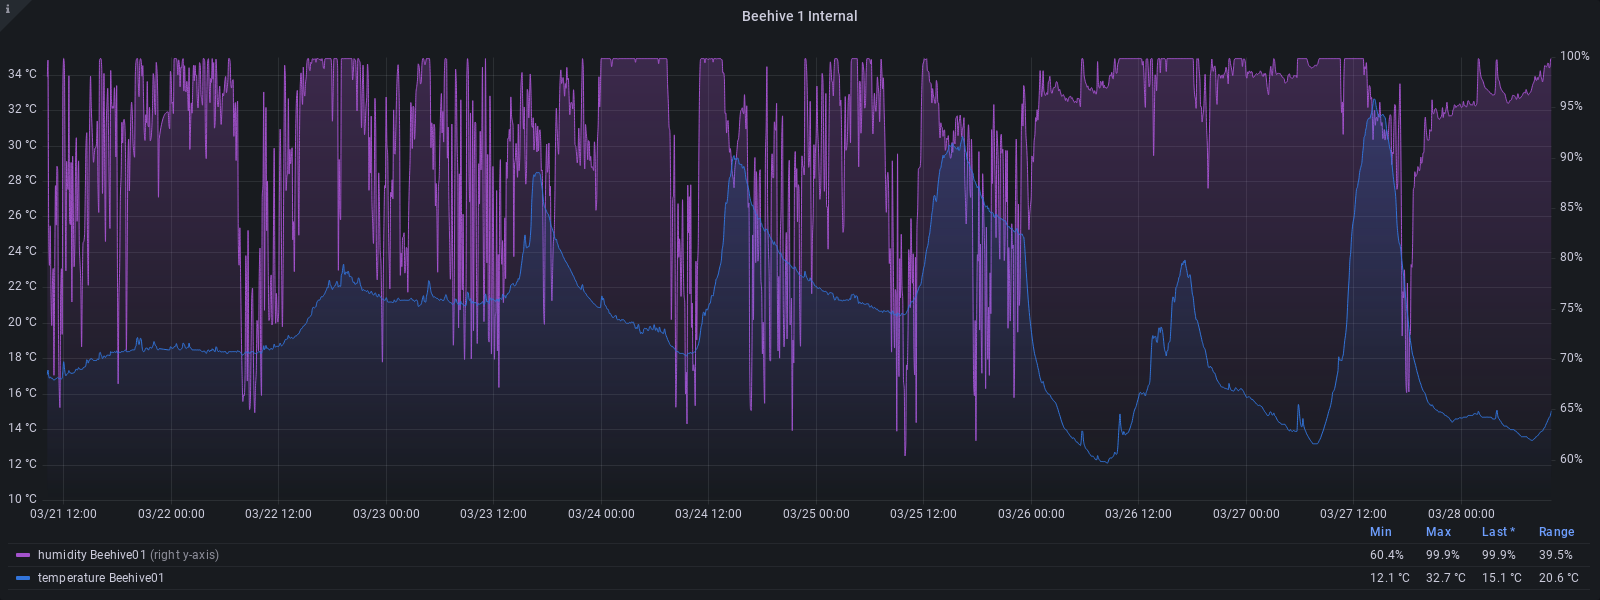 i
Beehive 1 Internal
34 °C
32 °C
30 °C
28 °C
26 °C
24 °C
22 °C
20 °C
18 °C
16 °C
14 °C
12 °C
10 °C
100%
95%
90%
85%
80%
75%
70%
65%
60%
03/21 12:00 03/22 00:00 03/22 12:00 03/23 00:00 03/23 12:00 03/24 00:00 03/24 12:00 03/25 00:00 03/25 12:00 03/26 00:00 03/26 12:00 03/27 00:00 03/27 12:00 03/28 00:00
Min Max Last * Range
humidity Beehive01 (right y-axis) 60.4% 99.9% 99.9% 39.5%
temperature Beehive01 12.1 °C 32.7 °C 15.1 °C 20.6 °C